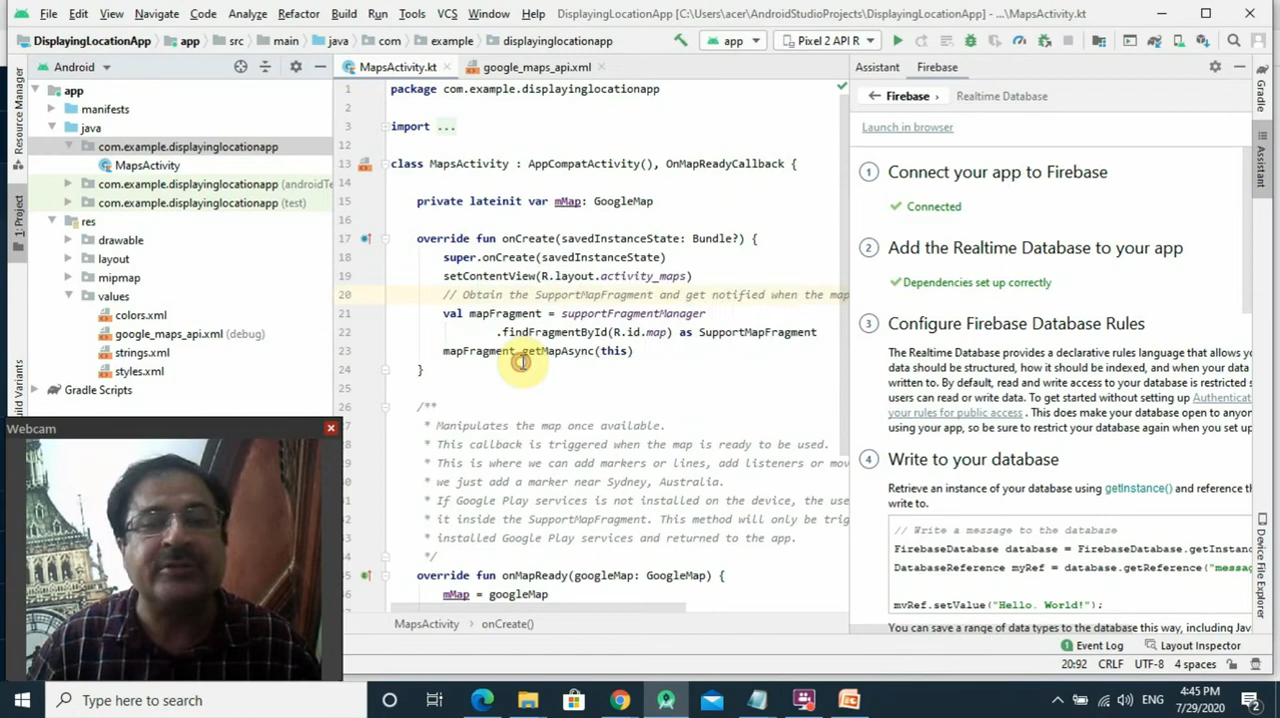 File Edit View Navigate Code Analyze Refactor Build Run Tools VCS Window Help DisplayingLocationApp [C:\Users\acer\AndroidStudioProjects\DisplayingLocationApp] - ...\MapsActivity.kt
DisplayingLocationApp app src main java com example displayinglocationapp app Pixel 2 API R
Resource Manager
1: Project
Build Variants
Android
app
manifests
java
com.example.displayinglocationapp
MapsActivity
com.example.displayinglocationapp (androidTe
com.example.displayinglocationapp (test)
res
drawable
layout
mipmap
values
colors.xml
google_maps_api.xml (debug)
strings.xml
styles.xml
Gradle Scripts
Webcam
MapsActivity.kt google_maps_api.xml
1 package com.example.displayinglocationapp
2
3 import ...
12
13 class MapsActivity : AppCompatActivity(), OnMapReadyCallback {
14
15 private lateinit var mMap: GoogleMap
16
17 override fun onCreate(savedInstanceState: Bundle?) {
18 super.onCreate(savedInstanceState)
19 setContentView(R.layout.activity_maps)
20 // Obtain the SupportMapFragment and get notified when the map
21 val mapFragment = supportFragmentManager
22 .findFragmentById(R.id.map) as SupportMapFragment
23 mapFragment.getMapAsync(this)
24 }
25
26 /**
* Manipulates the map once available.
* This callback is triggered when the map is ready to be used.
* This is where we can add markers or lines, add listeners or mov
* we just add a marker near Sydney, Australia.
* If Google Play services is not installed on the device, the use
* it inside the SupportMapFragment. This method will only be trig
* installed Google Play services and returned to the app.
*/
override fun onMapReady(googleMap: GoogleMap) {
mMap = googleMap
MapsActivity onCreate()
Assistant Firebase
Firebase › Realtime Database
Launch in browser
1 Connect your app to Firebase
Connected
2 Add the Realtime Database to your app
Dependencies set up correctly
3 Configure Firebase Database Rules
The Realtime Database provides a declarative rules language that allows yo
data should be structured, how it should be indexed, and when your data
written to. By default, read and write access to your database is restricted s
users can read or write data. To get started without setting up Authenticat
your rules for public access . This does make your database open to anyor
using your app, so be sure to restrict your database again when you set up
4 Write to your database
Retrieve an instance of your database using getInstance() and reference th
write to.
// Write a message to the database
FirebaseDatabase database = FirebaseDatabase.getInstanc
DatabaseReference myRef = database.getReference("messag
myRef.setValue("Hello, World!");
You can save a range of data types to the database this way, including Jav
Gradle
Assistant
Device File Explorer
1 Event Log Layout Inspector
20:92 CRLF UTF-8 4 spaces
Type here to search
ENG 4:45 PM
7/29/2020
2